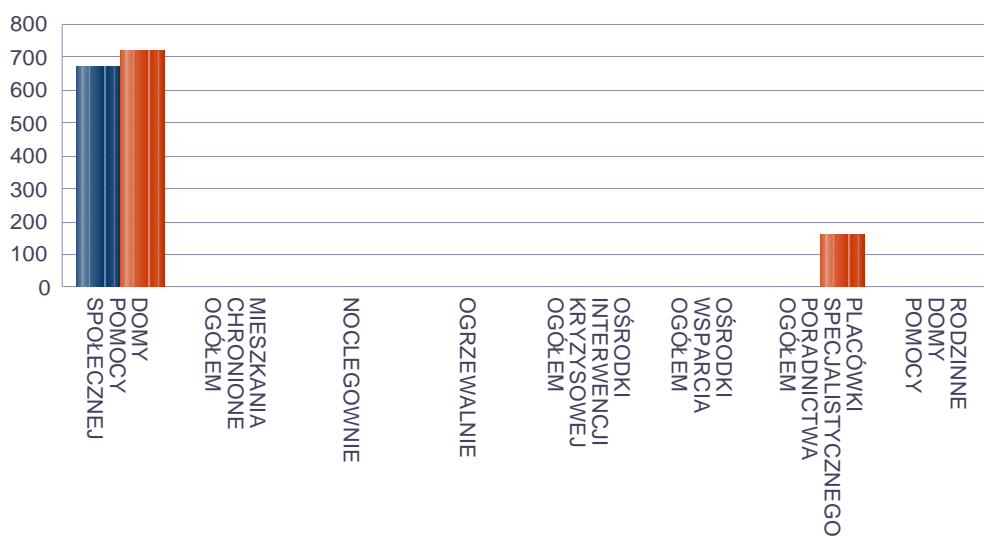 800
700
600
500
400
300
200
100
0
DOMY
POMOCY
SPOŁECZNEJ
MIESZKANIA
CHRONIONE
OGÓŁEM
NOCLEGOWNIE
OGRZEWALNIE
OŚRODKI
INTERWENCJI
KRYZYSOWEJ
OGÓŁEM
OŚRODKI
WSPARCIA
OGÓŁEM
PLACÓWKI
SPECJALISTYCZNEGO
PORADNICTWA
OGÓŁEM
RODZINNE
DOMY
POMOCY